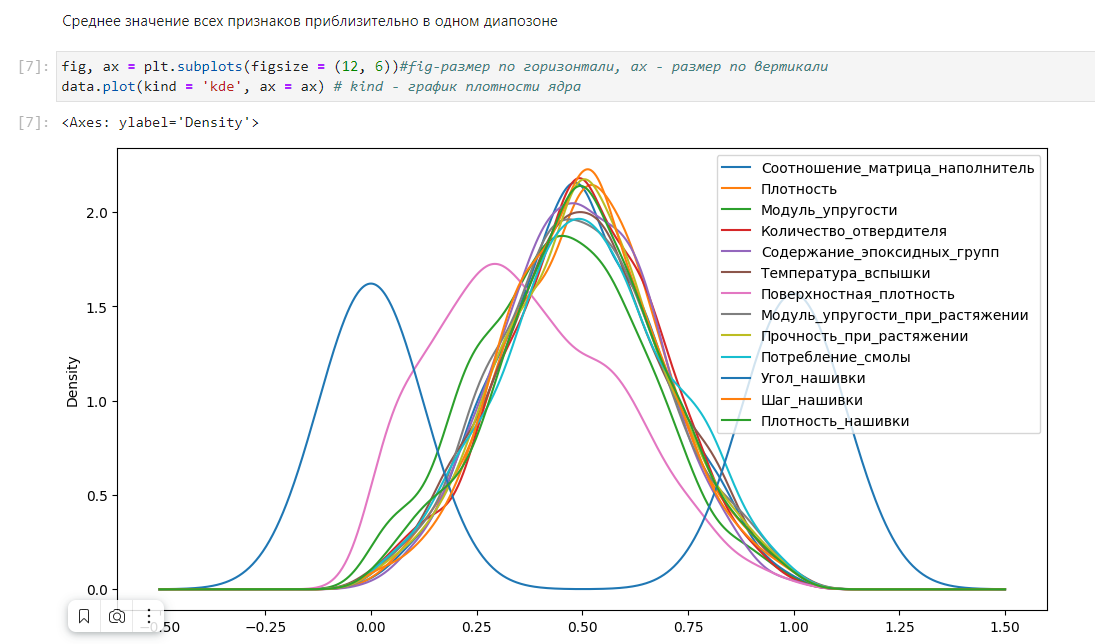 Среднее значение всех признаков приблизительно в одном диапозоне
[7]: fig, ax = plt.subplots(figsize = (12, 6))#fig-размер по горизонтали, ax - размер по вертикали
data.plot(kind = 'kde', ax = ax) # kind - график плотности ядра
[7]: <Axes: ylabel='Density'>
Соотношение_матрица_наполнитель
Плотность
Модуль_упругости
Количество_отвердителя
Содержание_эпоксидных_групп
Температура_вспышки
Поверхностная_плотность
Модуль_упругости_при_растяжении
Прочность_при_растяжении
Потребление_смолы
Угол_нашивки
Шаг_нашивки
Плотность_нашивки
Density
2.0
1.5
1.0
0.5
0.0
−0.50 −0.25 0.00 0.25 0.50 0.75 1.00 1.25 1.50